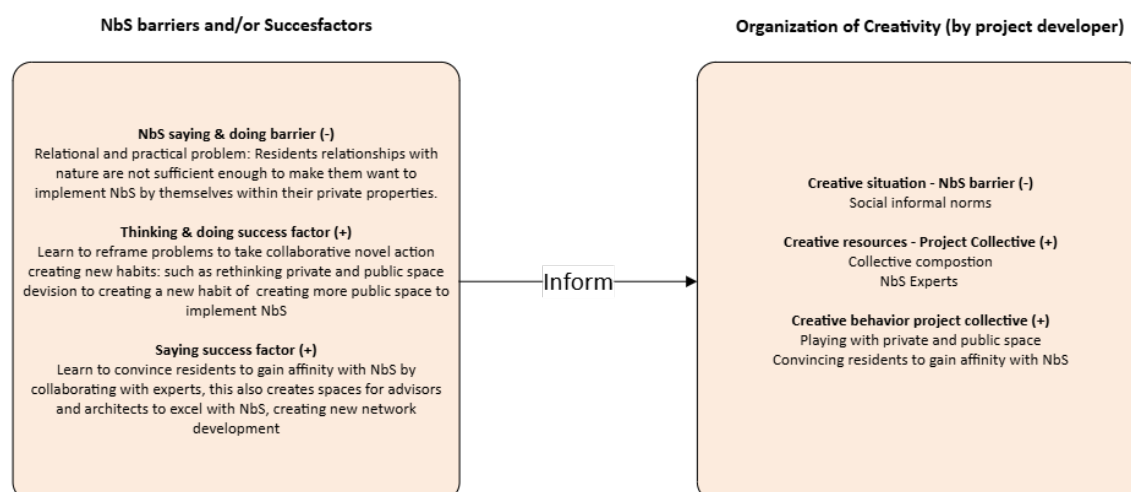 NbS barriers and/or Succesfactors
NbS saying & doing barrier (-)
Relational and practical problem: Residents relationships with
nature are not sufficient enough to make them want to
implement NbS by themselves within their private properties.
Thinking & doing success factor (+)
Learn to reframe problems to take collaborative novel action
creating new habits: such as rethinking private and public space
devision to creating a new habit of creating more public space to
implement NbS
Saying success factor (+)
Learn to convince residents to gain affinity with NbS by
collaborating with experts, this also creates spaces for advisors
and architects to excel with NbS, creating new network
development
Inform
Organization of Creativity (by project developer)
Creative situation - NbS barrier (-)
Social informal norms
Creative resources - Project Collective (+)
Collective compostion
NbS Experts
Creative behavior project collective (+)
Playing with private and public space
Convincing residents to gain affinity with NbS